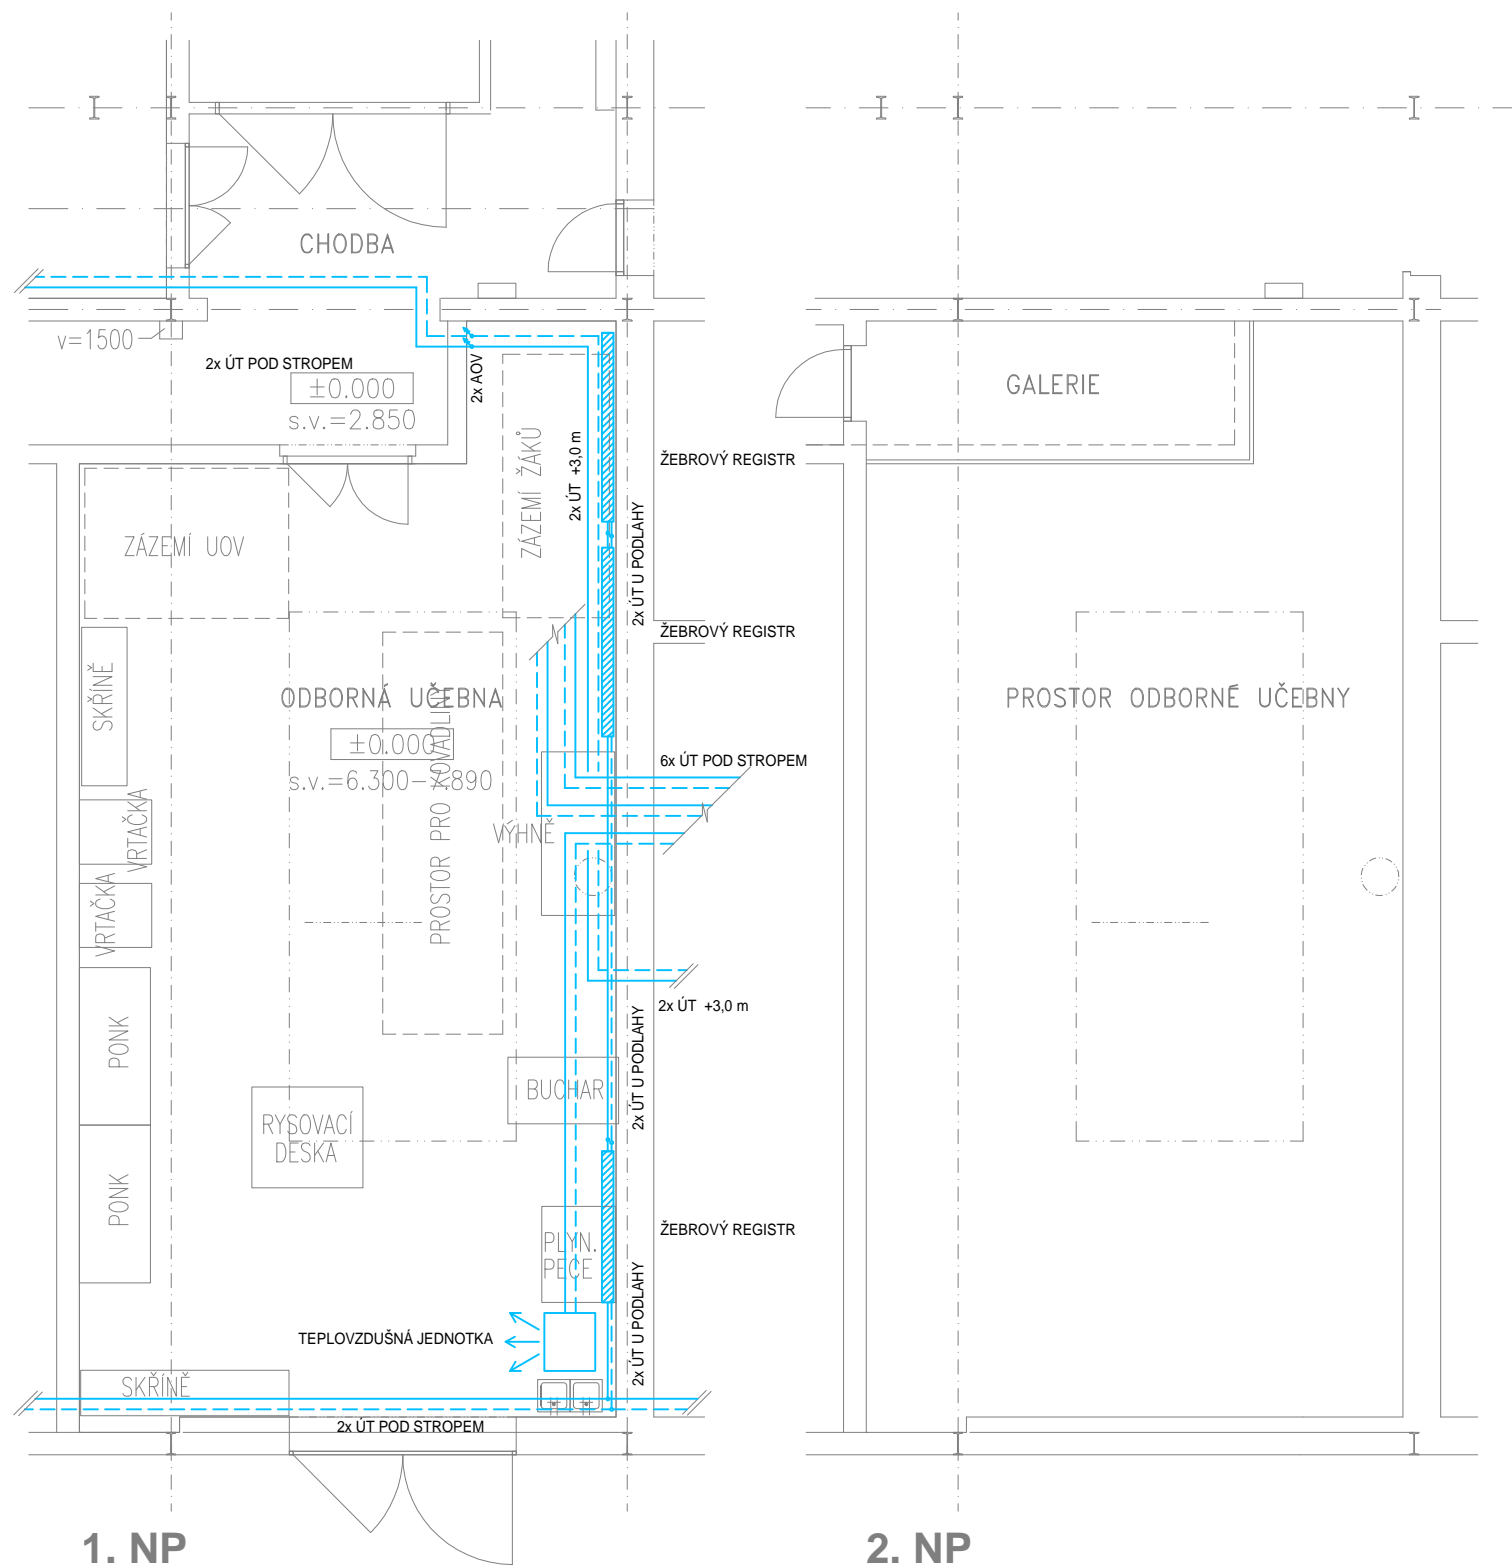 CHODBA
v=1500
2x ÚT POD STROPEM
±0.000
s.v.=2.850
2x AOV
ZÁZEMÍ ŽÁKŮ
2x ÚT +3,0 m
ŽEBROVÝ REGISTR
2x ÚT U PODLAHY
ZÁZEMÍ UOV
ŽEBROVÝ REGISTR
SKŘÍNĚ
ODBORNÁ UČEBNA
±0.000
s.v.=6.300-7.890
PROSTOR PRO KOVADLINY
6x ÚT POD STROPEM
VRTAČKA
VÝHNĚ
VRTAČKA
2x ÚT +3,0 m
PONK
2x ÚT U PODLAHY
BUCHAR
RYSOVACÍ
DESKA
PONK
PLYN.
PECE
ŽEBROVÝ REGISTR
2x ÚT U PODLAHY
TEPLOVZDUŠNÁ JEDNOTKA
SKŘÍNĚ
2x ÚT POD STROPEM
1. NP
GALERIE
PROSTOR ODBORNÉ UČEBNY
2. NP